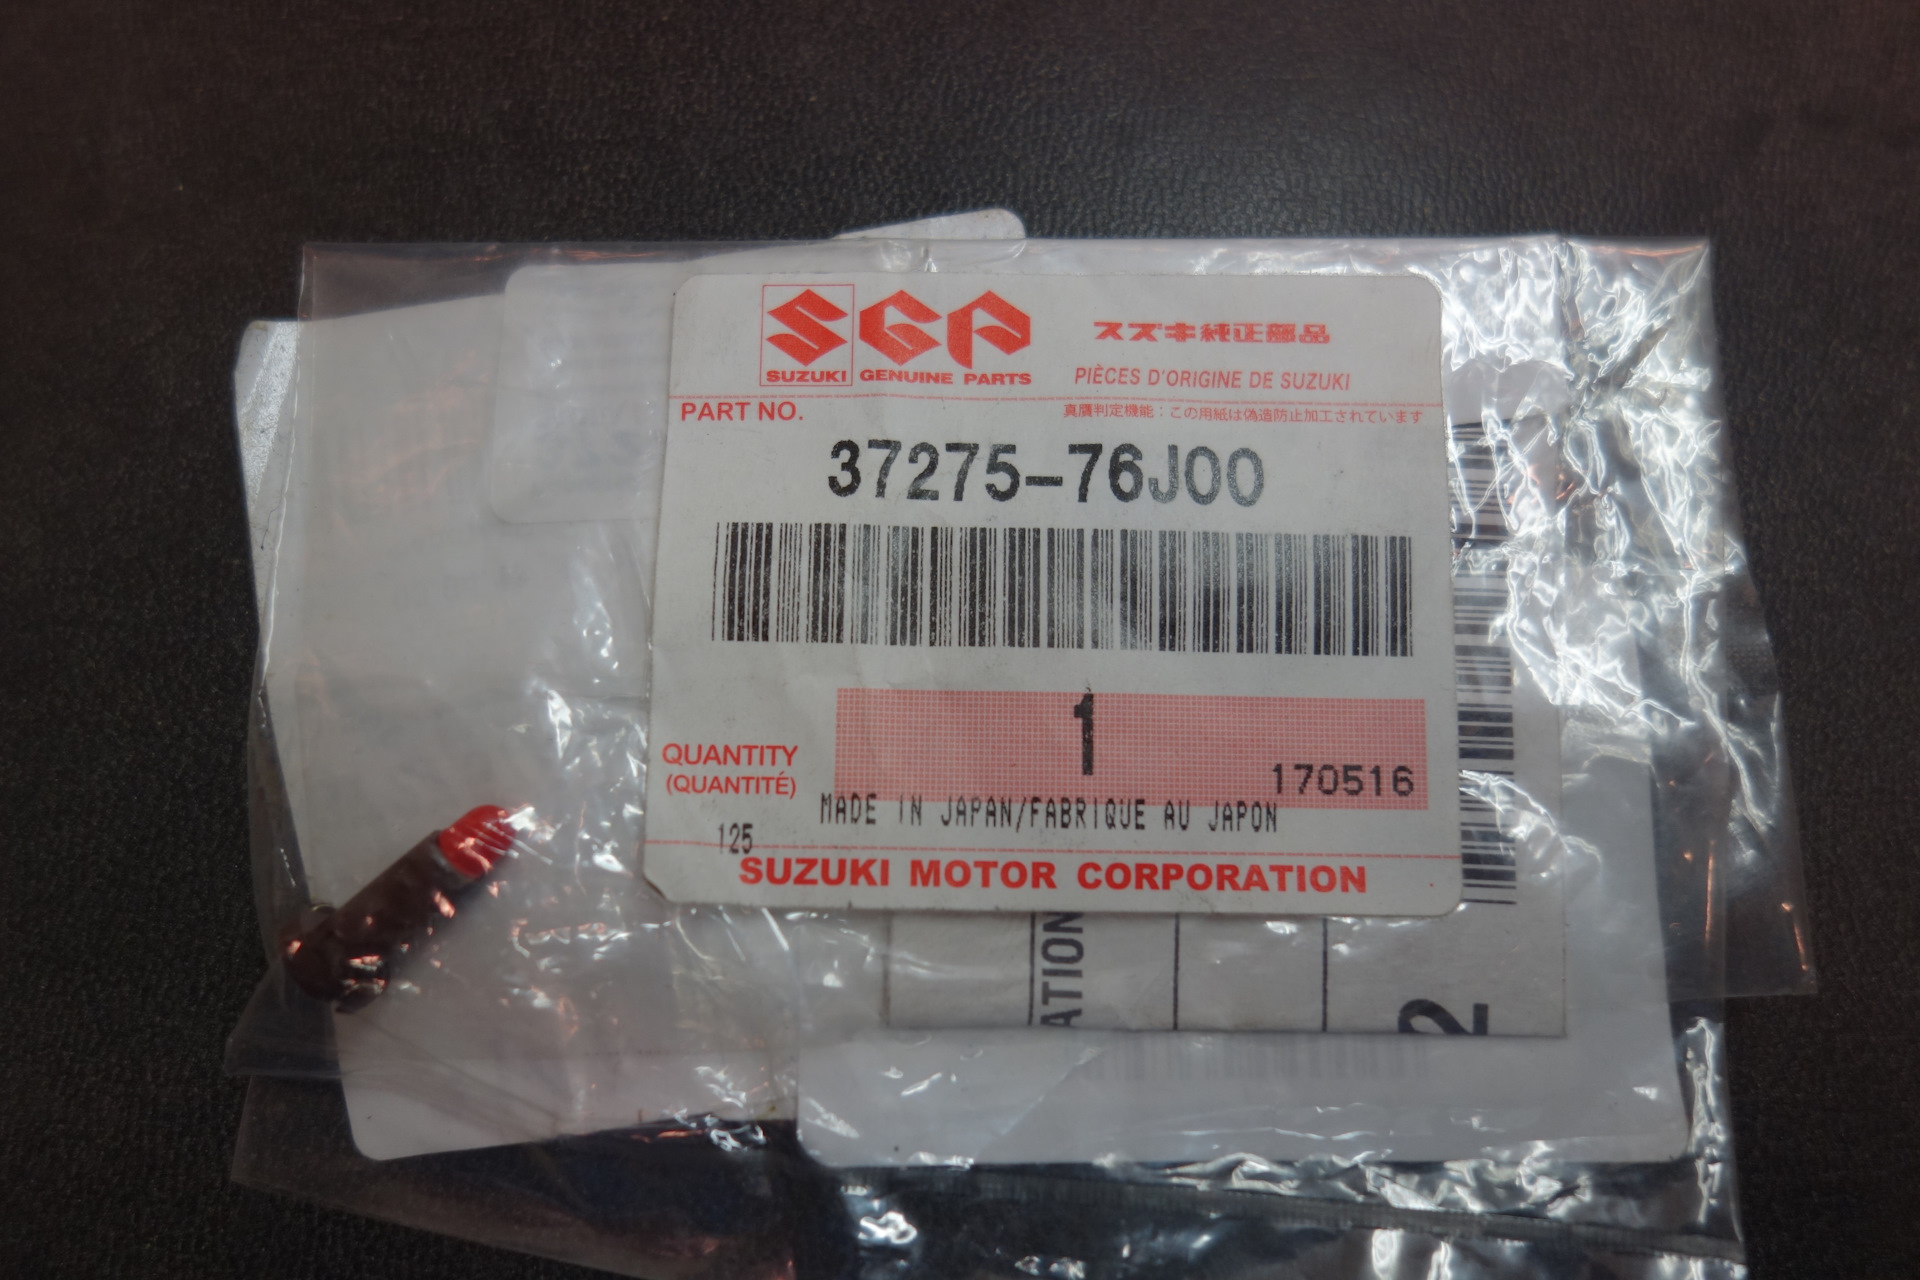 SUZUKI
SGP
GENUINE PARTS
スズキ純正部品
PIÈCES D'ORIGINE DE SUZUKI
PART NO.
真贋判定機能：この用紙は偽造防止加工されています
37275-76J00
1
QUANTITY
(QUANTITÉ)
170516
MADE IN JAPAN/FABRIQUE AU JAPON
125
SUZUKI MOTOR CORPORATION
ATION
2